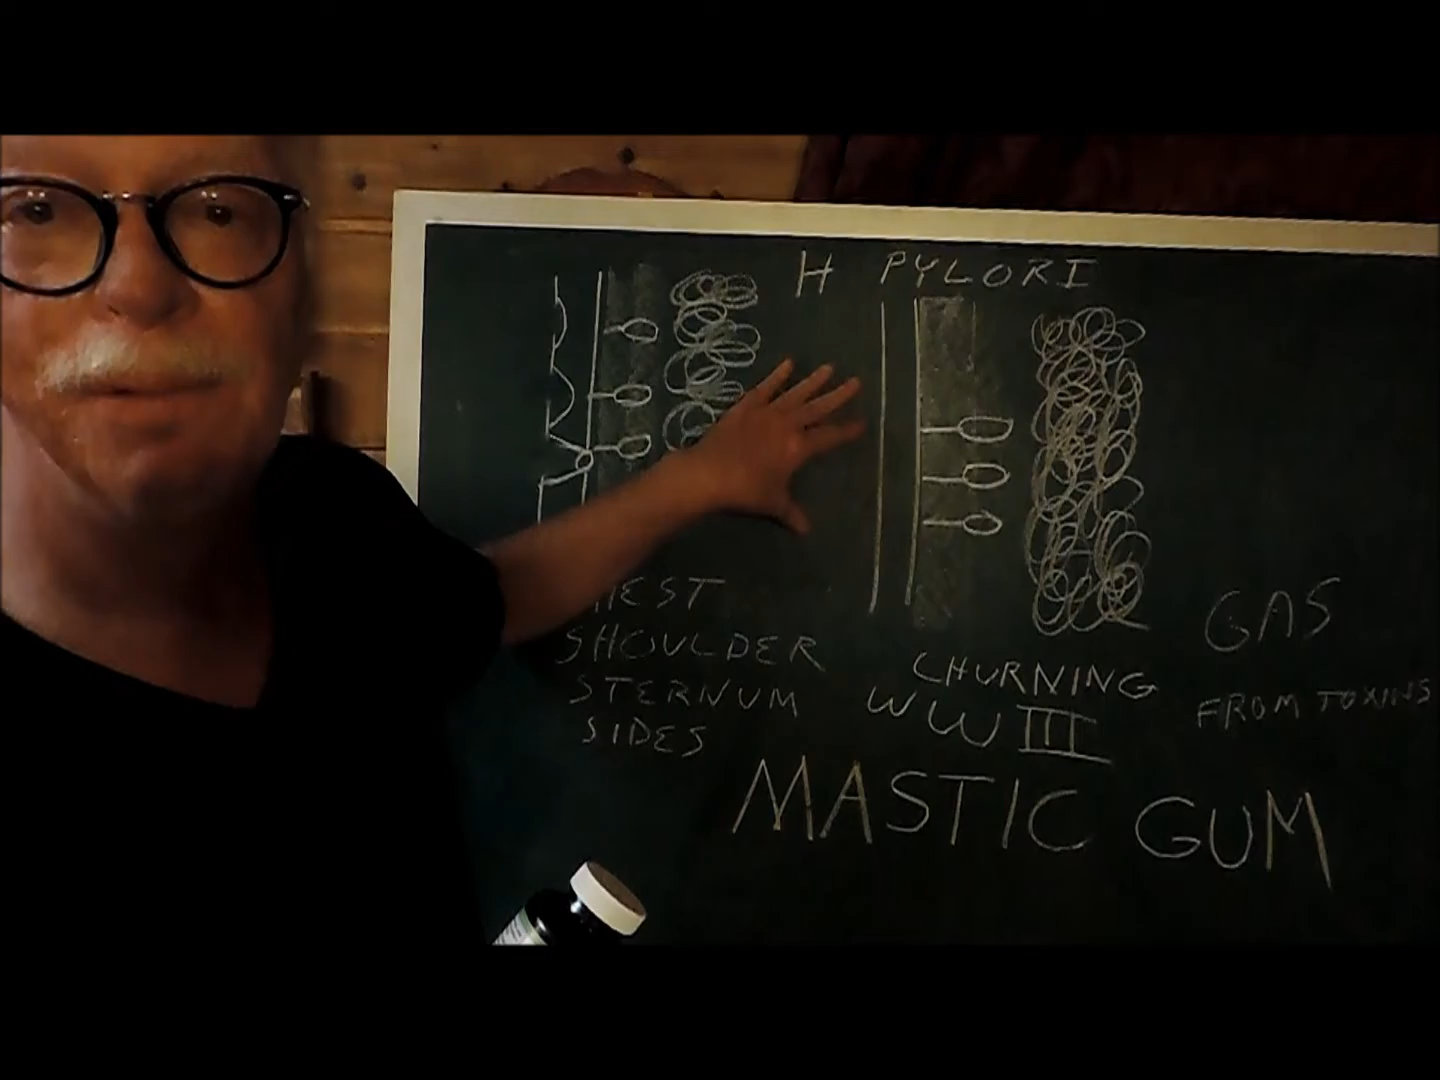 H PYLORI
HEST
SHOULDER
STERNUM
SIDES
CHURNING
WW III
GAS
FROM TOXINS
MASTIC GUM